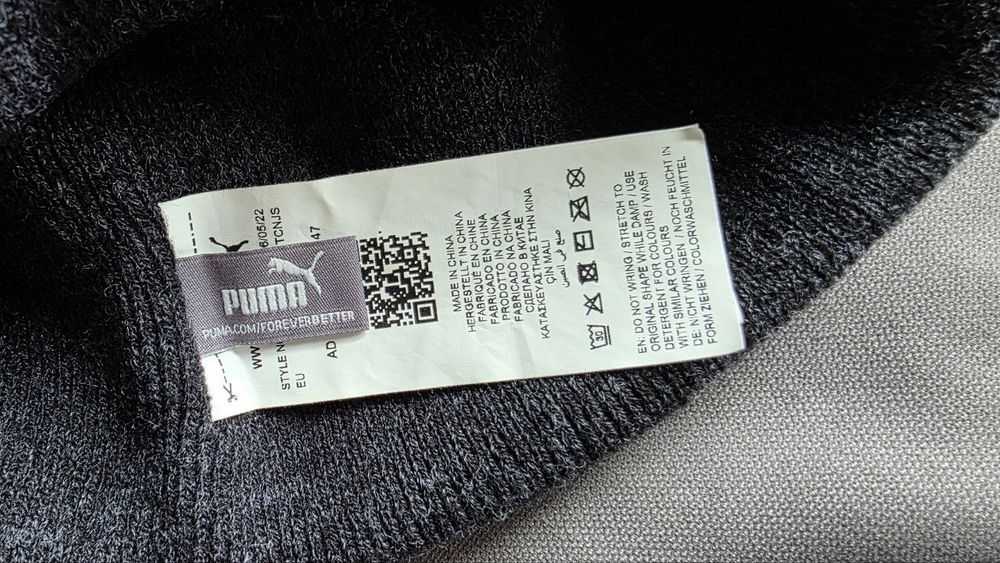 PUMA
PUMA.COM/FOREVERBETTER
6/05/22
WW
STYLE N TCNJS
EU
AD 47
MADE IN CHINA
HERGESTELLT IN CHINA
FABRIQUÉ EN CHINE
FABRICADO EN CHINA
PRODOTTO IN CHINA
FABRICADO NA CHINA
СДЕЛАНО В КИТАЕ
ΚΑΤΑΣΚΕΥΑΣΤΗΚΕ ΣΤΗΝ ΚΙΝΑ
ÇIN MALI
صنع في الصين
30
EN: DO NOT WRING / STRETCH TO
ORIGINAL SHAPE WHILE DAMP / USE
DETERGENT FOR COLOURS / WASH
WITH SIMILAR COLOURS
DE: NICHT WRINGEN / NOCH FEUCHT IN
FORM ZIEHEN / COLORWASCHMITTEL